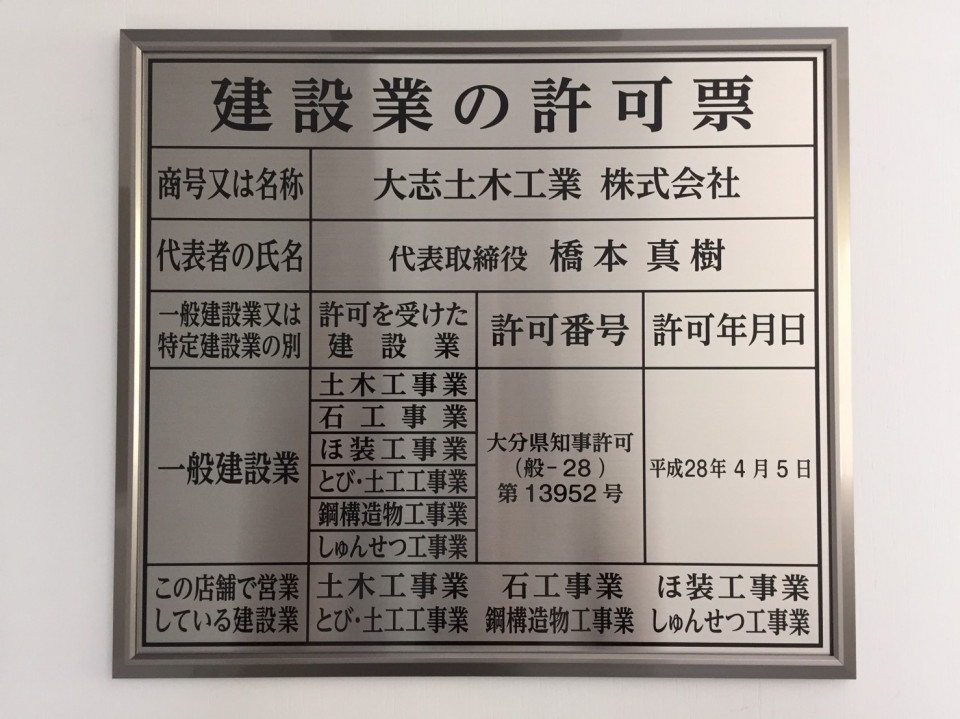 建設業の許可票
商号又は名称
大志土木工業 株式会社
代表者の氏名
代表取締役 橋本 真樹
一般建設業又は
特定建設業の別
許可を受けた
建設業
許可番号
許可年月日
一般建設業
土木工事業
石工事業
ほ装工事業
とび・土工工事業
鋼構造物工事業
しゅんせつ工事業
大分県知事許可
(般-28)
第13952号
平成28年4月5日
この店舗で営業
している建設業
土木工事業 石工事業 ほ装工事業
とび・土工工事業 鋼構造物工事業 しゅんせつ工事業